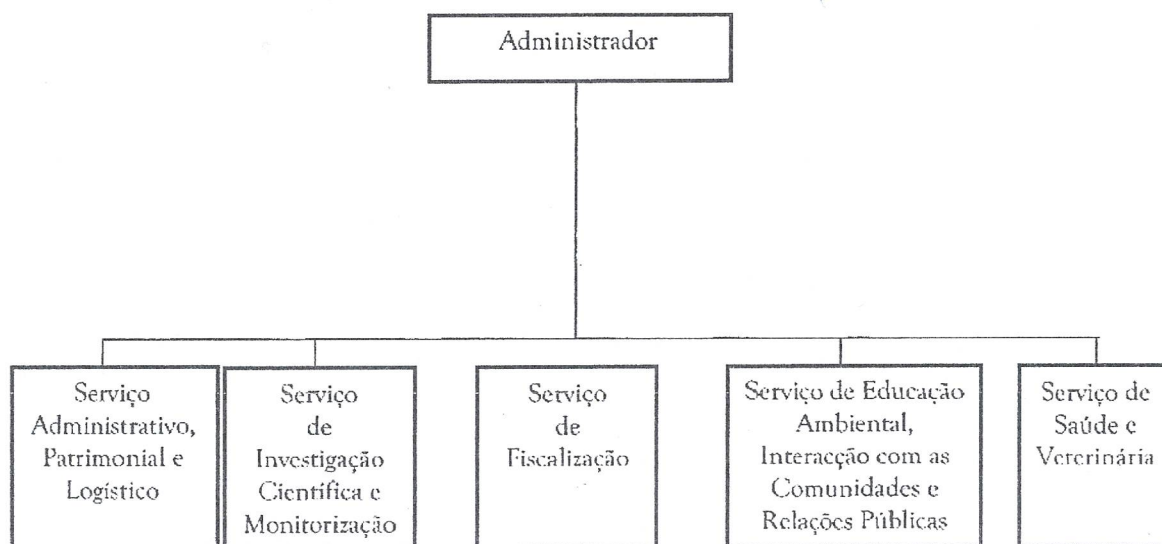 Administrador
Serviço
Administrativo,
Patrimonial e
Logístico
Serviço
de
Investigação
Científica e
Monitorização
Serviço
de
Fiscalização
Serviço de Educação
Ambiental,
Interacção com as
Comunidades e
Relações Públicas
Serviço de
Saúde e
Veterinária